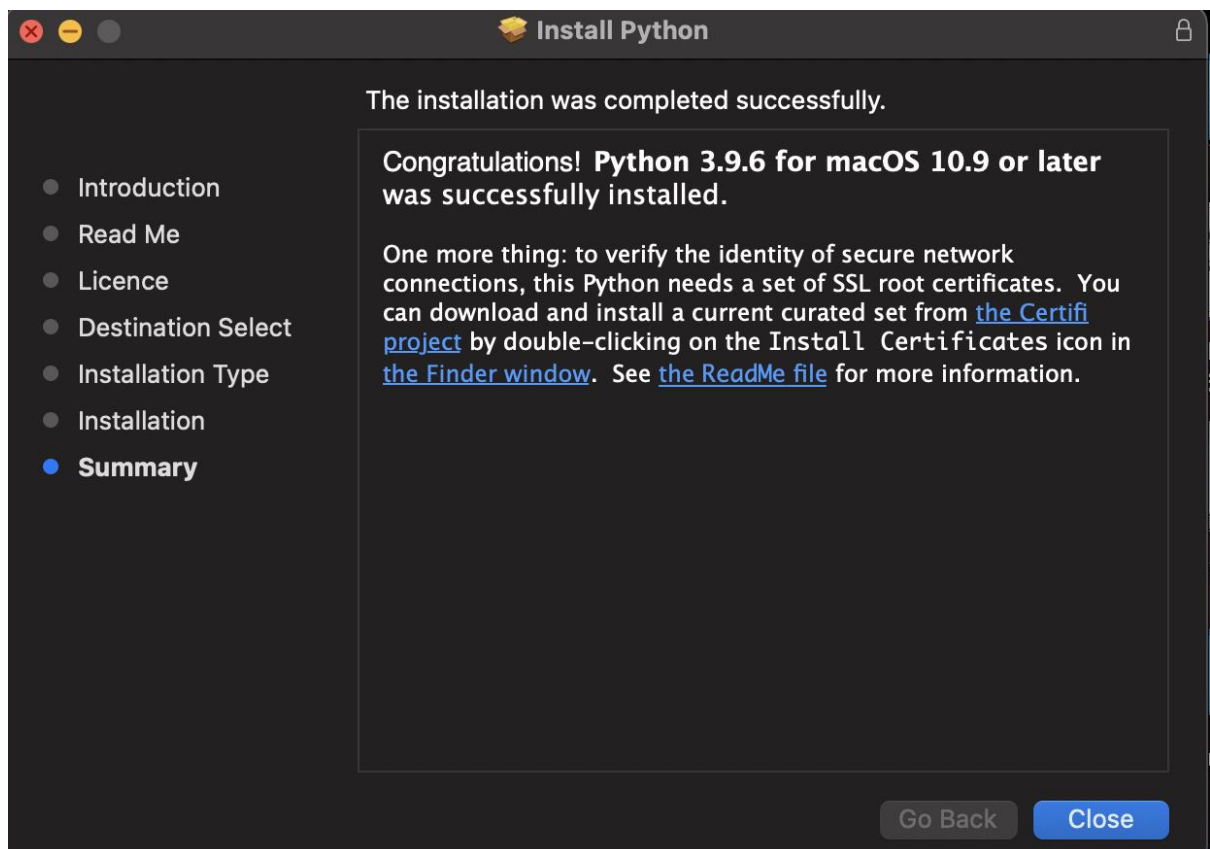 Install Python
The installation was completed successfully.
Introduction
Read Me
Licence
Destination Select
Installation Type
Installation
Summary
Congratulations! Python 3.9.6 for macOS 10.9 or later
was successfully installed.
One more thing: to verify the identity of secure network
connections, this Python needs a set of SSL root certificates. You
can download and install a current curated set from the Certifi
project by double-clicking on the Install Certificates icon in
the Finder window. See the ReadMe file for more information.
Go Back
Close